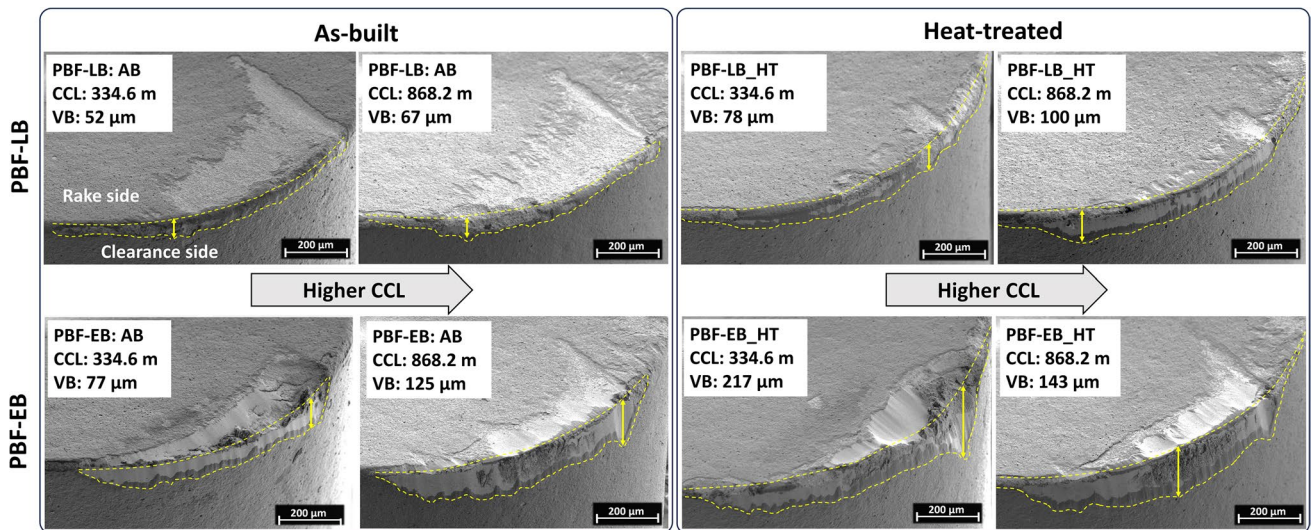 As-built
Heat-treated
PBF-LB
PBF-LB: AB
CCL: 334.6 m
VB: 52 µm
Rake side
Clearance side
200 µm
PBF-LB: AB
CCL: 868.2 m
VB: 67 µm
200 µm
PBF-LB_HT
CCL: 334.6 m
VB: 78 µm
200 µm
PBF-LB_HT
CCL: 868.2 m
VB: 100 µm
200 µm
Higher CCL
Higher CCL
PBF-EB
PBF-EB: AB
CCL: 334.6 m
VB: 77 µm
200 µm
PBF-EB: AB
CCL: 868.2 m
VB: 125 µm
200 µm
PBF-EB_HT
CCL: 334.6 m
VB: 217 µm
200 µm
PBF-EB_HT
CCL: 868.2 m
VB: 143 µm
200 µm